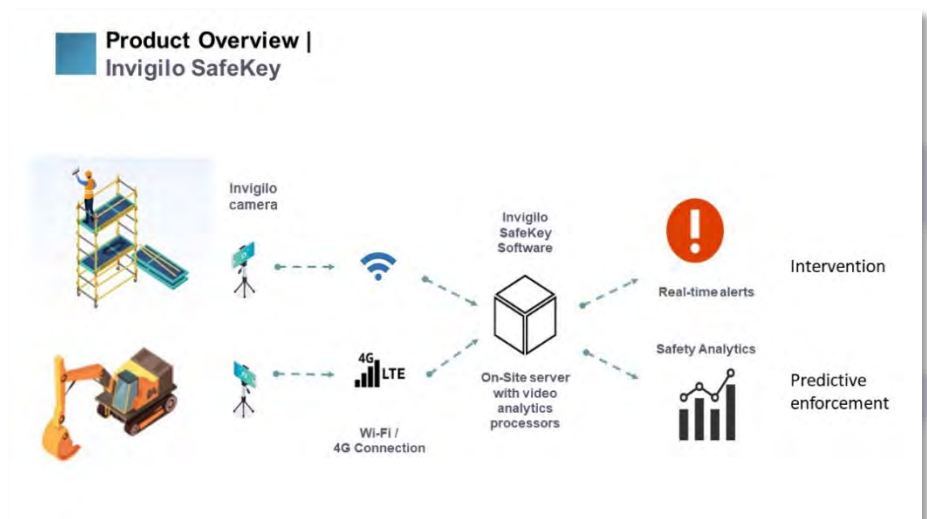 Product Overview |
Invigilo SafeKey
Invigilo
camera
4G
LTE
Wi-Fi /
4G Connection
Invigilo
SafeKey
Software
On-Site server
with video
analytics
processors
Real-time alerts
Intervention
Safety Analytics
Predictive
enforcement